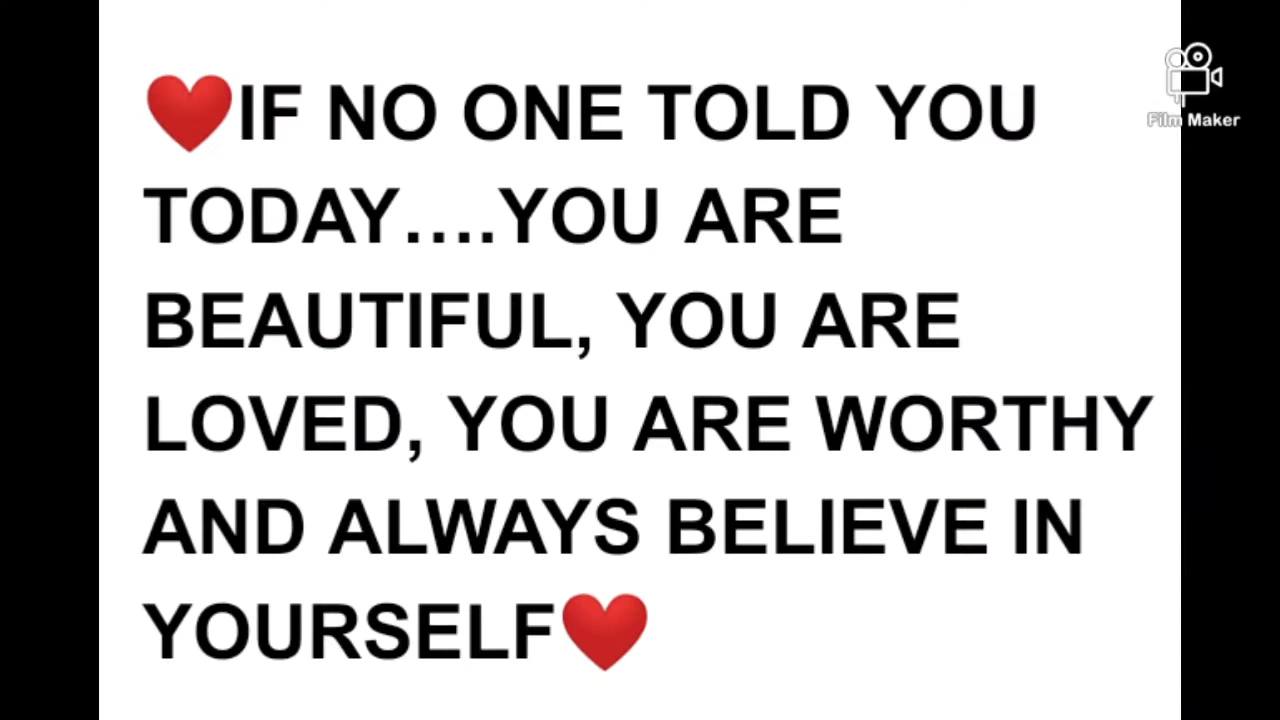 ❤️IF NO ONE TOLD YOU
TODAY....YOU ARE
BEAUTIFUL, YOU ARE
LOVED, YOU ARE WORTHY
AND ALWAYS BELIEVE IN
YOURSELF❤️
Film Maker